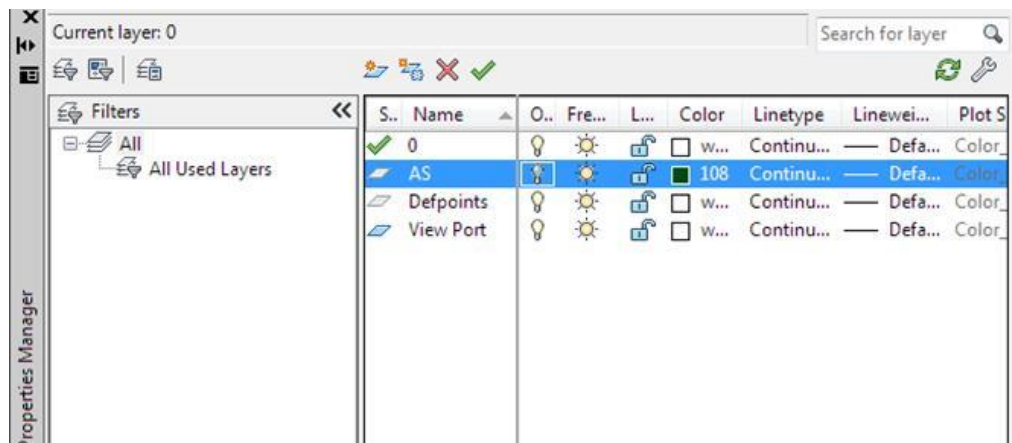 Current layer: 0
Search for layer
Filters
All
All Used Layers
S.. Name O.. Fre... L... Color Linetype Linewei... Plot S
0 w... Continu... Defa... Color_
AS 108 Continu... Defa... Color_
Defpoints w... Continu... Defa... Color_
View Port w... Continu... Defa... Color_
Properties Manager